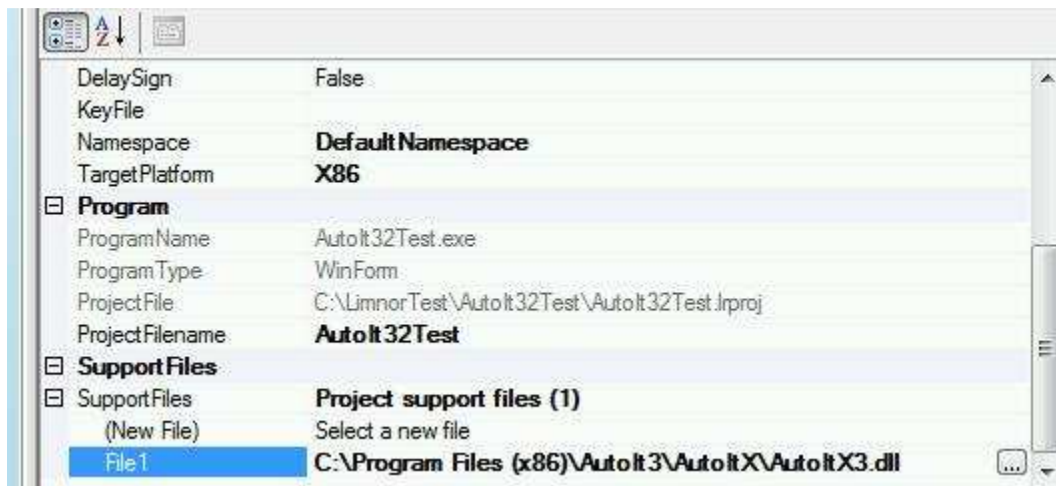 DelaySign False
KeyFile
Namespace DefaultNamespace
TargetPlatform X86
Program
ProgramName AutoIt32Test.exe
ProgramType WinForm
ProjectFile C:\LimnorTest\AutoIt32Test\AutoIt32Test.lrproj
ProjectFilename AutoIt32Test
SupportFiles
SupportFiles Project support files (1)
(New File) Select a new file
File1 C:\Program Files (x86)\AutoIt3\AutoItX\AutoItX3.dll ...